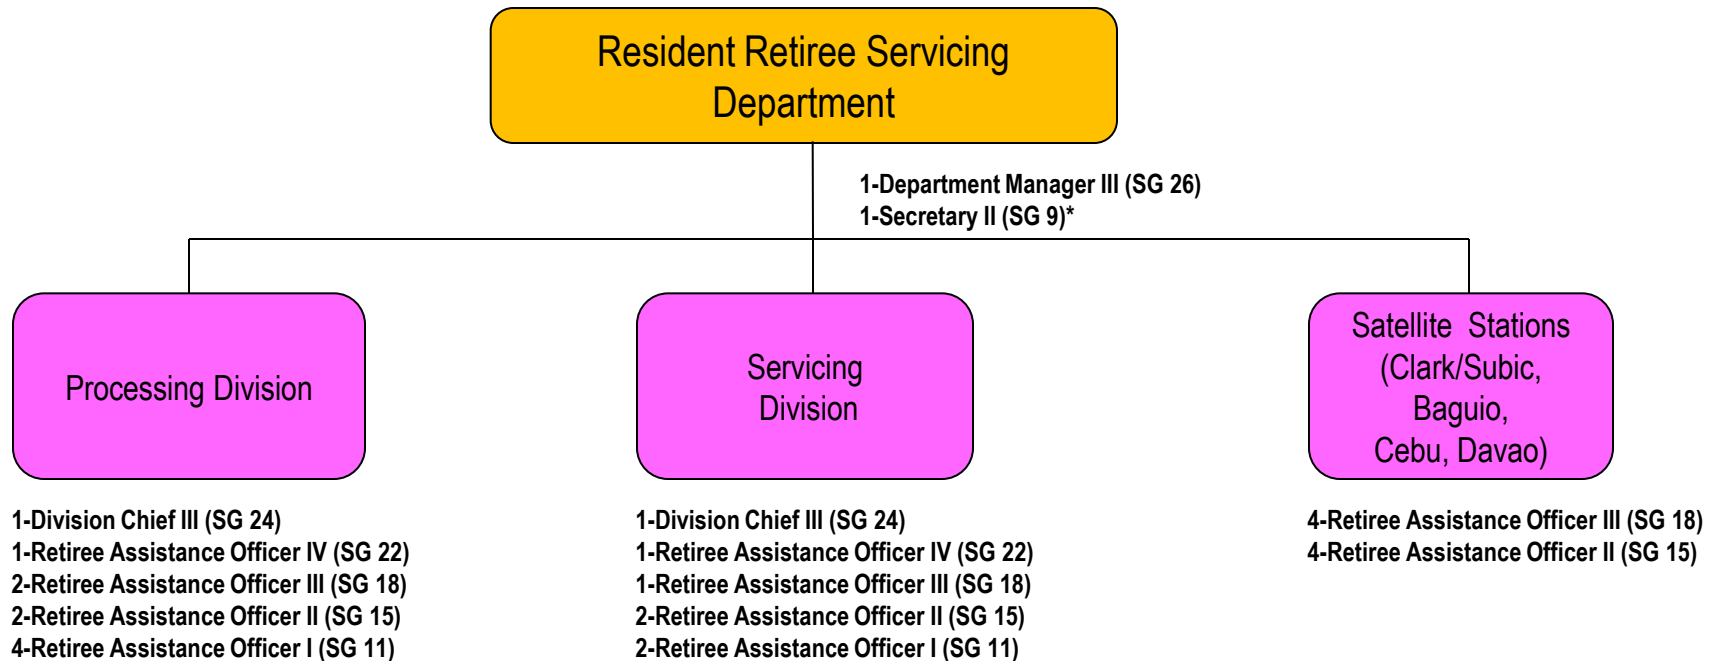 Resident Retiree Servicing
Department
1-Department Manager III (SG 26)
1-Secretary II (SG 9)*
Processing Division
Servicing
Division
Satellite Stations
(Clark/Subic,
Baguio,
Cebu, Davao)
1-Division Chief III (SG 24)
1-Retiree Assistance Officer IV (SG 22)
2-Retiree Assistance Officer III (SG 18)
2-Retiree Assistance Officer II (SG 15)
4-Retiree Assistance Officer I (SG 11)
1-Division Chief III (SG 24)
1-Retiree Assistance Officer IV (SG 22)
1-Retiree Assistance Officer III (SG 18)
2-Retiree Assistance Officer II (SG 15)
2-Retiree Assistance Officer I (SG 11)
4-Retiree Assistance Officer III (SG 18)
4-Retiree Assistance Officer II (SG 15)